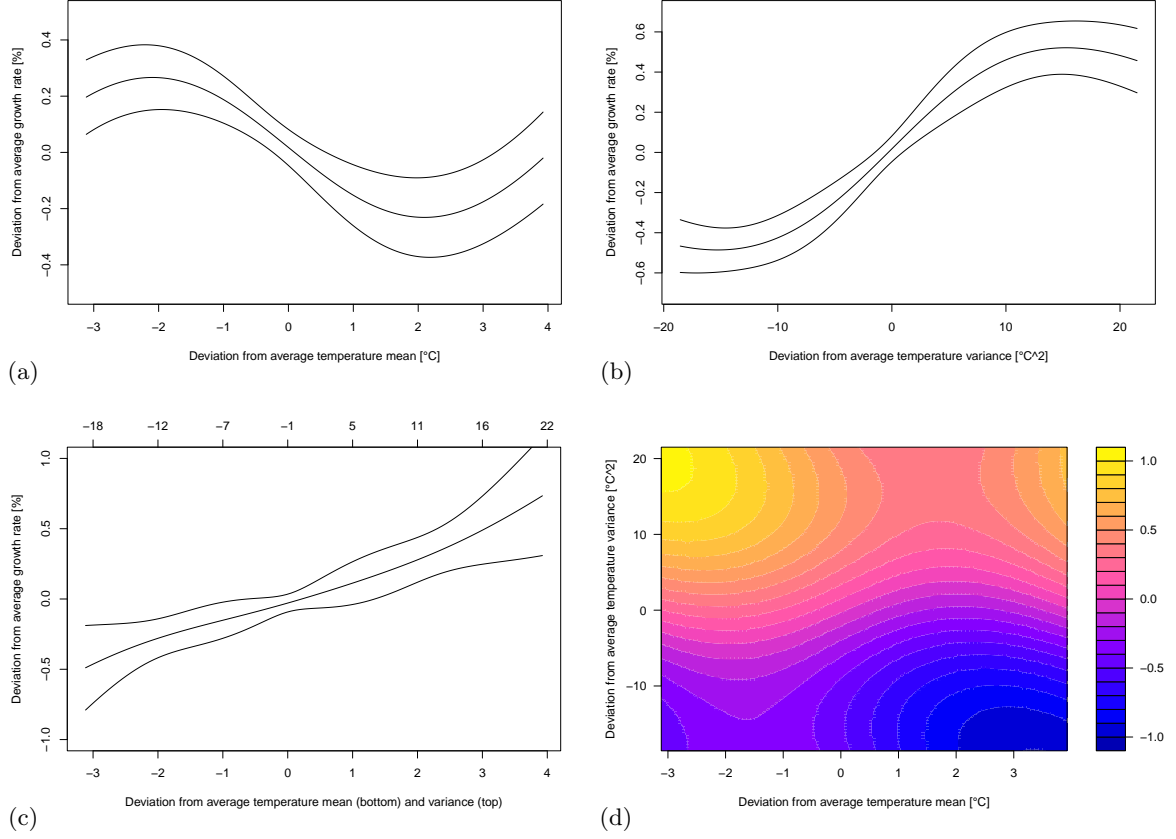 0.4
0.2
0.0
−0.2
−0.4
Deviation from average growth rate [%]
−3 −2 −1 0 1 2 3 4
Deviation from average temperature mean [°C]
(a)
0.6
0.4
0.2
0.0
−0.2
−0.4
−0.6
Deviation from average growth rate [%]
−20 −10 0 10 20
Deviation from average temperature variance [°C^2]
(b)
−18 −12 −7 −1 5 11 16 22
1.0
0.5
0.0
−0.5
−1.0
Deviation from average growth rate [%]
−3 −2 −1 0 1 2 3 4
Deviation from average temperature mean (bottom) and variance (top)
(c)
20
10
0
−10
Deviation from average temperature variance [°C^2]
−3 −2 −1 0 1 2 3
Deviation from average temperature mean [°C]
1.0
0.5
0.0
−0.5
−1.0
(d)